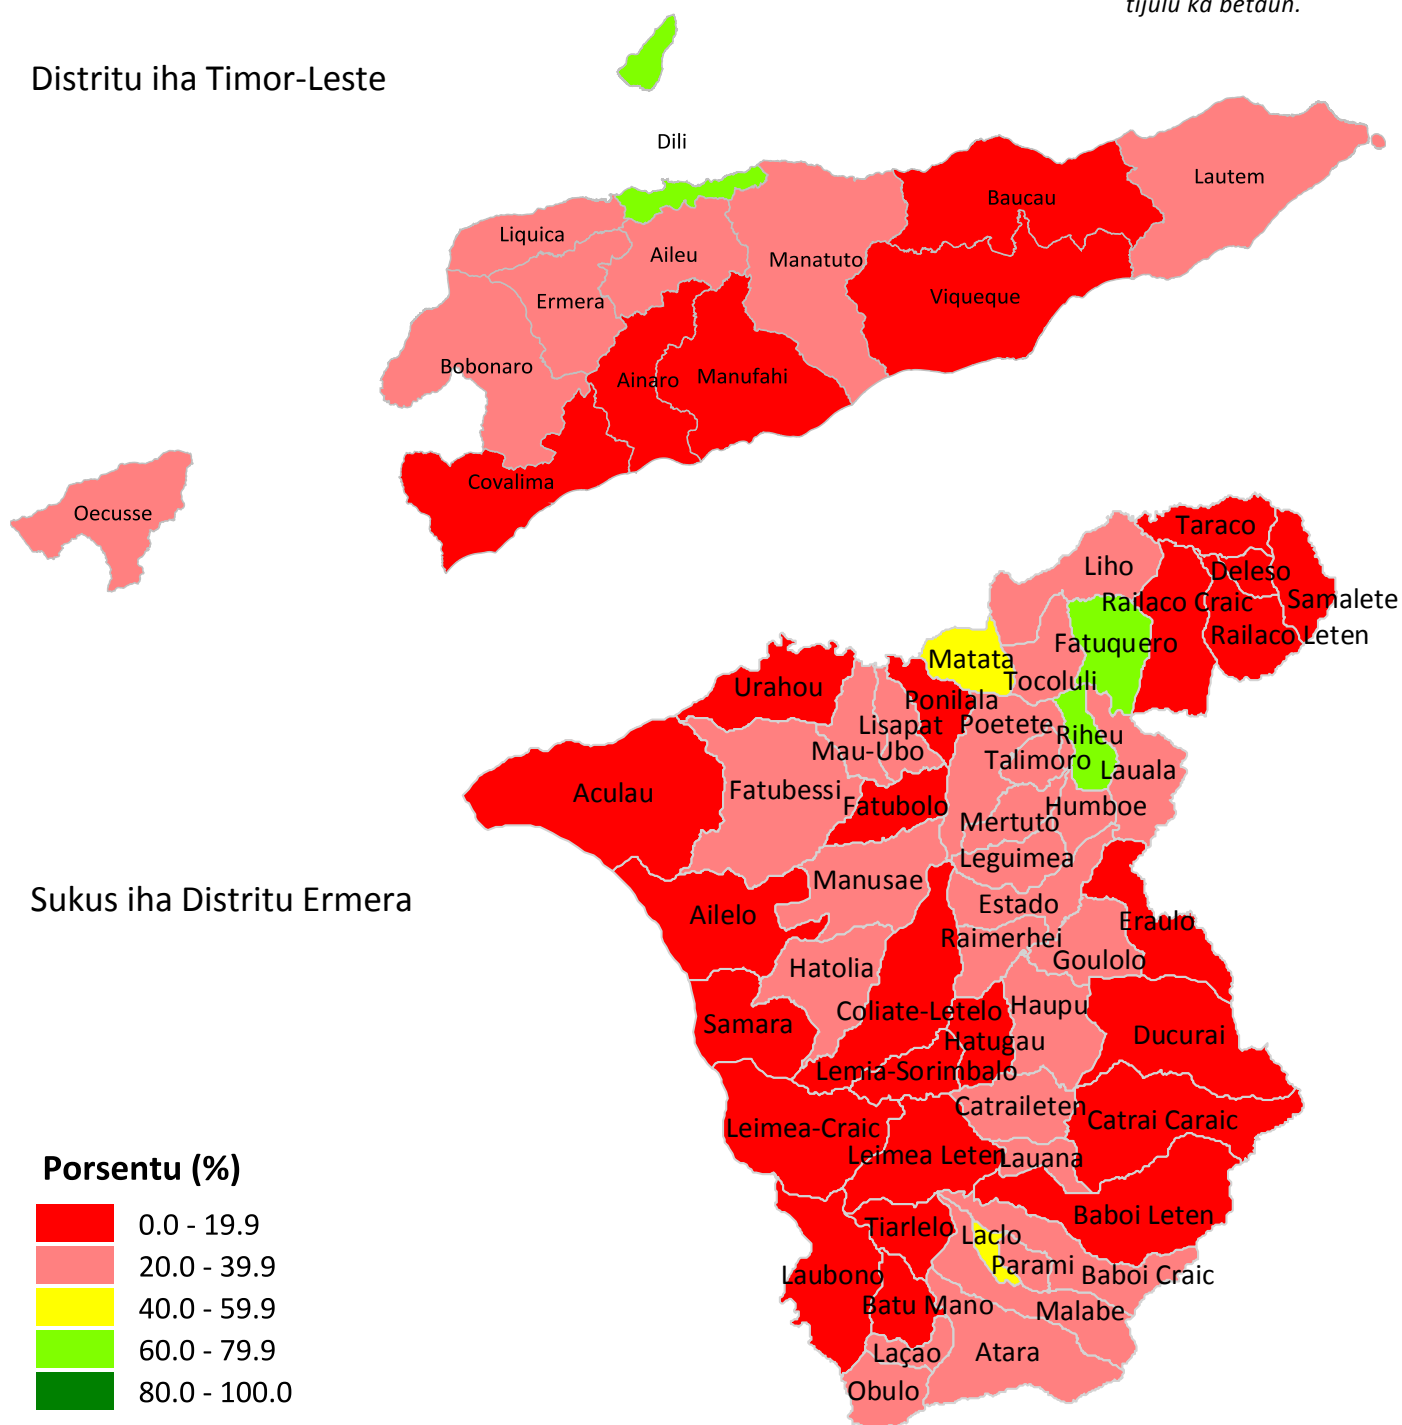 tijulu ka betaun.
Distritu iha Timor-Leste
Dili
Lautem
Baucau
Liquica
Aileu
Manatuto
Viqueque
Ermera
Bobonaro
Ainaro
Manufahi
Covalima
Oecusse
Taraco
Liho
Deleso
Railaco Craic
Samalete
Fatuquero
Railaco Leten
Matata
Tocoluli
Urahou
Ponilala
Lisapat
Poetete
Riheu
Mau-Ubo
Talimoro
Lauala
Aculau
Fatubessi
Fatubolo
Humboe
Mertuto
Leguimea
Manusae
Sukus iha Distritu Ermera
Estado
Ailelo
Eraulo
Raimerhei
Goulolo
Hatolia
Haupu
Coliate-Letelo
Samara
Ducurai
Hatugau
Lemia-Sorimbalo
Catraileten
Catrai Caraic
Leimea-Craic
Leimea Leten
Lauana
Baboi Leten
Tiarlelo
Laclo
Parami
Laubono
Baboi Craic
Batu Mano
Malabe
Laçao
Atara
Obulo
Porsentu (%)
0.0 - 19.9
20.0 - 39.9
40.0 - 59.9
60.0 - 79.9
80.0 - 100.0